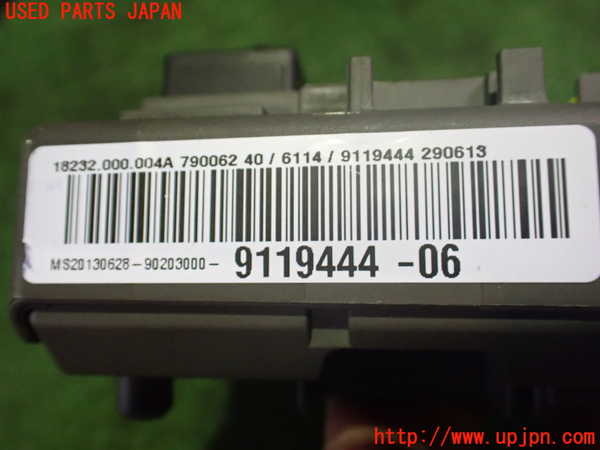 USED PARTS JAPAN
18232.000.004A 790062 40 / 6114 / 9119444 290613
MS20130628-90203000- 9119444 -06
http://www.upjpn.com/